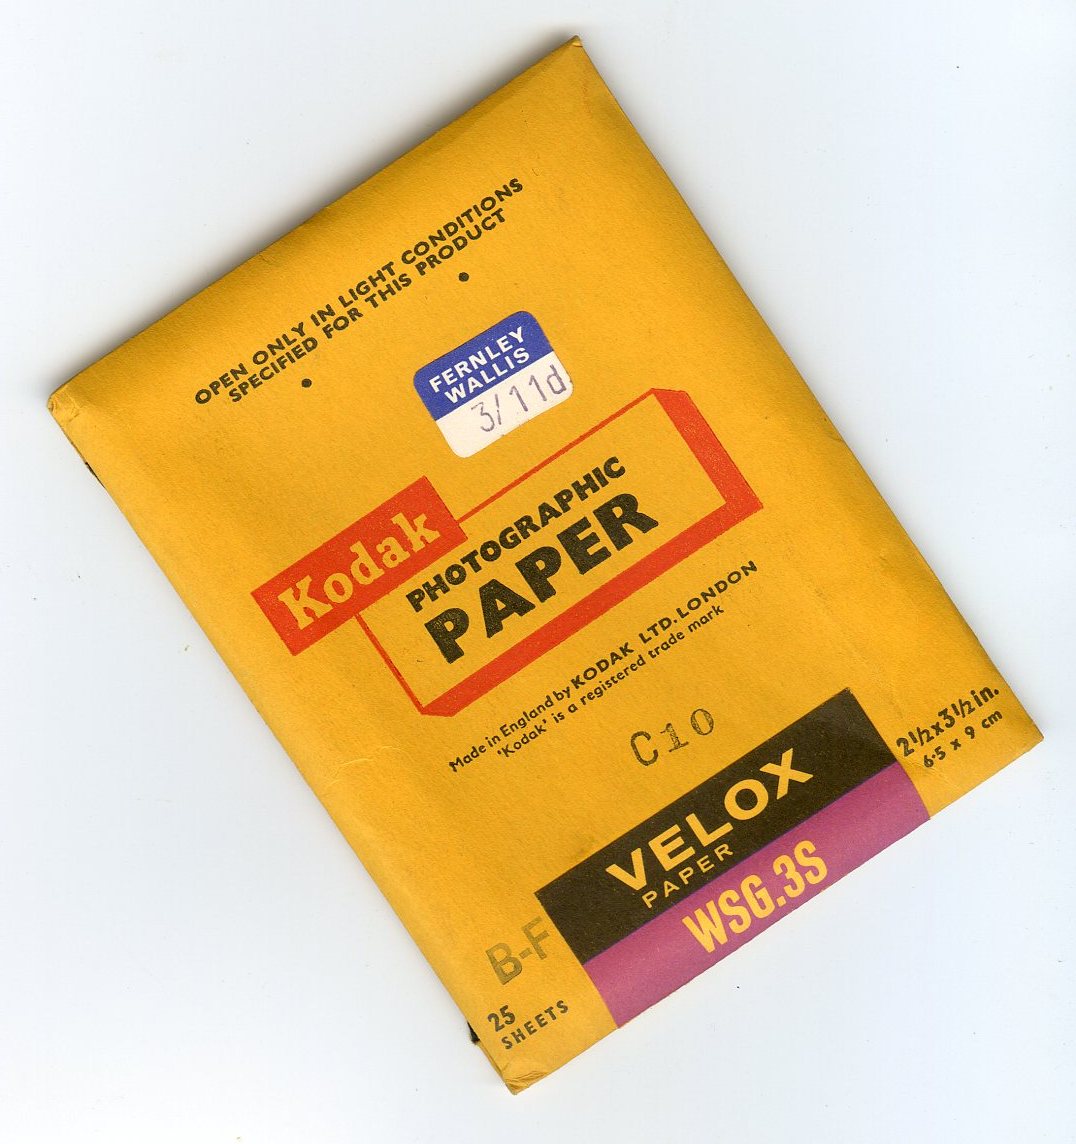 OPEN ONLY IN LIGHT CONDITIONS
SPECIFIED FOR THIS PRODUCT
FERNLEY
WALLIS
3/11d
Kodak
PHOTOGRAPHIC
PAPER
Made in England by KODAK LTD. LONDON
'Kodak' is a registered trade mark
C10
2½x3½in.
6·5 x 9 cm
VELOX
PAPER
WSG.3S
B-F
25
SHEETS